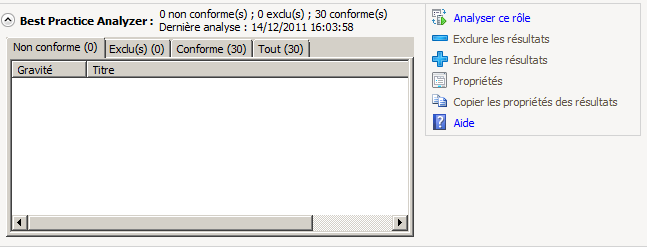 Best Practice Analyzer : 0 non conforme(s) ; 0 exclu(s) ; 30 conforme(s)
Dernière analyse : 14/12/2011 16:03:58
Non conforme (0) Exclu(s) (0) Conforme (30) Tout (30)
Gravité Titre
Analyser ce rôle
Exclure les résultats
Inclure les résultats
Propriétés
Copier les propriétés des résultats
Aide